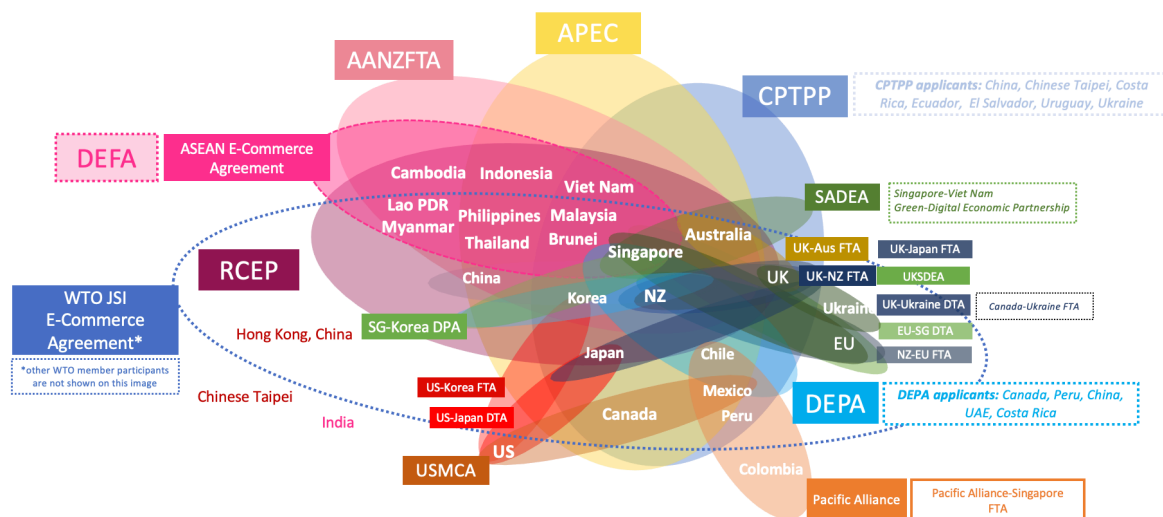 APEC
AANZFTA
CPTPP
CPTPP applicants: China, Chinese Taipei, Costa
Rica, Ecuador, El Salvador, Uruguay, Ukraine
DEFA
ASEAN E-Commerce
Agreement
Cambodia
Indonesia
Viet Nam
Lao PDR
Myanmar
Philippines
Malaysia
Thailand
Brunei
SADEA
Singapore-Viet Nam
Green-Digital Economic Partnership
Australia
Singapore
UK-Aus FTA
UK-Japan FTA
RCEP
China
UK
UK-NZ FTA
UKSDEA
WTO JSI
E-Commerce
Agreement*
Korea
NZ
Ukraine
UK-Ukraine DTA
Canada-Ukraine FTA
SG-Korea DPA
Hong Kong, China
EU
EU-SG DTA
NZ-EU FTA
*other WTO member participants
are not shown on this image
Japan
Chile
US-Korea FTA
Chinese Taipei
Mexico
DEPA
DEPA applicants: Canada, Peru, China,
UAE, Costa Rica
India
US-Japan DTA
Canada
Peru
US
USMCA
Colombia
Pacific Alliance
Pacific Alliance-Singapore
FTA